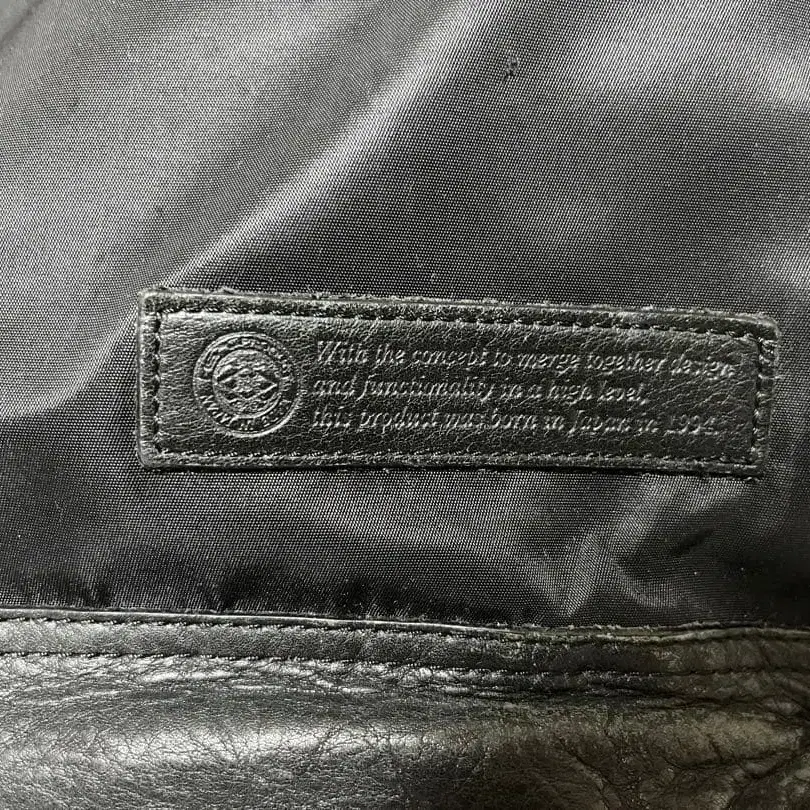 With the concept to merge together design
and functionality in a high level,
this product was born in Japan in 1994.